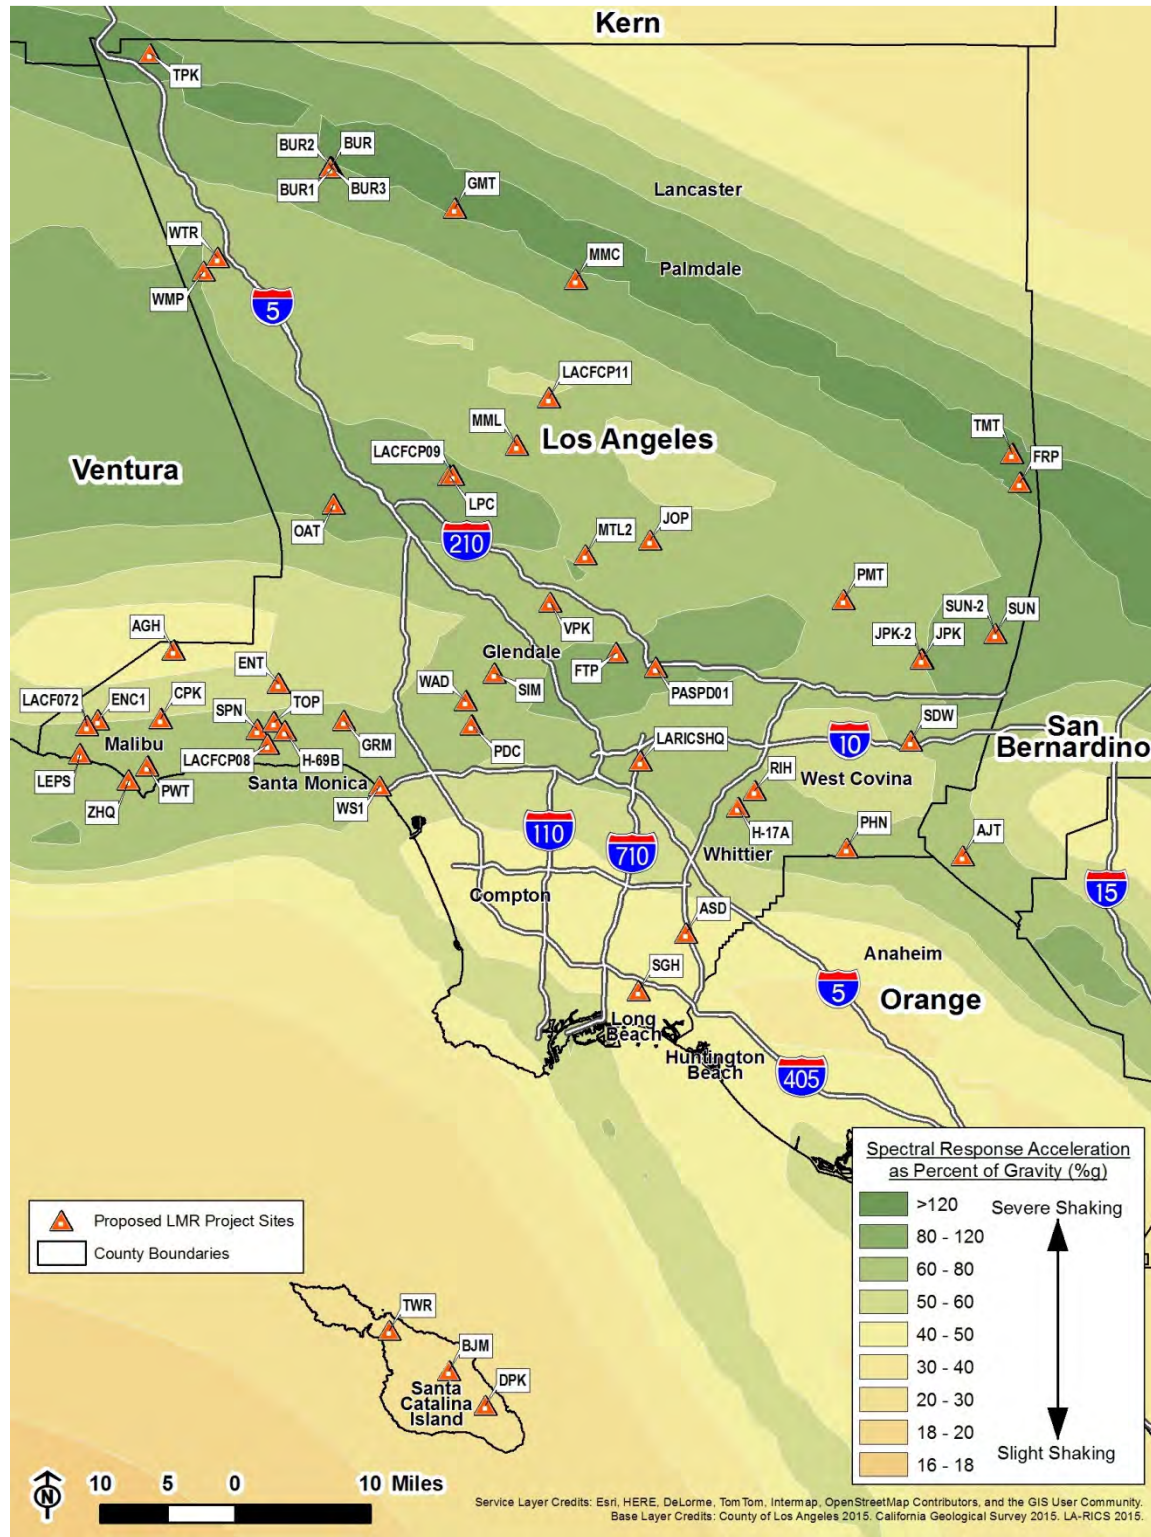 Kern
TPK
BUR2
BUR
BUR1
BUR3
GMT
Lancaster
WTR
MMC
Palmdale
WMP
5
LACFCP11
MML
Los Angeles
TMT
LACFCP09
FRP
Ventura
LPC
OAT
210
MTL2
JOP
PMT
SUN-2
SUN
AGH
VPK
JPK-2
JPK
Glendale
ENT
FTP
LACF072
ENC1
CPK
WAD
SIM
PASPD01
SPN
TOP
SDW
San
Bernardino
Malibu
GRM
PDC
LARICSHQ
10
LEPS
LACFCP08
H-69B
RIH
West Covina
Santa Monica
ZHQ
PWT
WS1
110
710
H-17A
PHN
AJT
Whittier
15
Compton
ASD
Anaheim
SGH
5
Orange
Long
Beach
Huntington
Beach
405
Spectral Response Acceleration
as Percent of Gravity (%g)
>120
Severe Shaking
80 - 120
60 - 80
50 - 60
40 - 50
30 - 40
20 - 30
18 - 20
Slight Shaking
16 - 18
Proposed LMR Project Sites
County Boundaries
TWR
BJM
DPK
Santa
Catalina
Island
N
10 5 0 10 Miles
Service Layer Credits: Esri, HERE, DeLorme, TomTom, Intermap, OpenStreetMap Contributors, and the GIS User Community.
Base Layer Credits: County of Los Angeles 2015. California Geological Survey 2015. LA-RICS 2015.